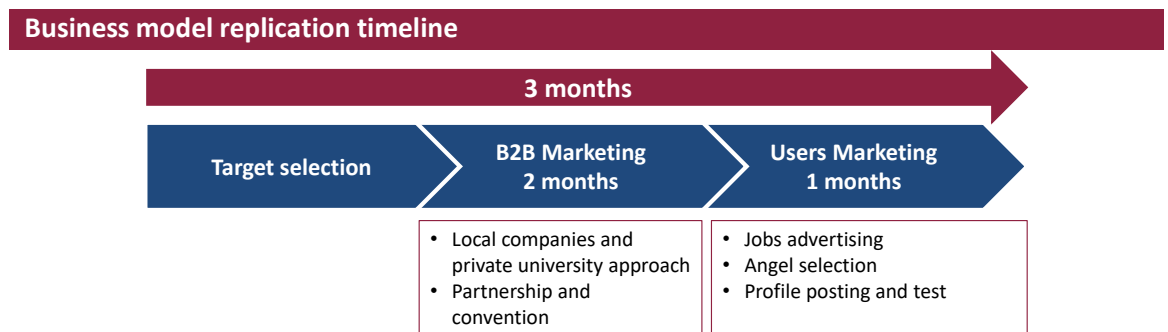 Business model replication timeline
3 months
Target selection
B2B Marketing
2 months
Users Marketing
1 months
• Local companies and
private university approach
• Partnership and
convention
• Jobs advertising
• Angel selection
• Profile posting and test